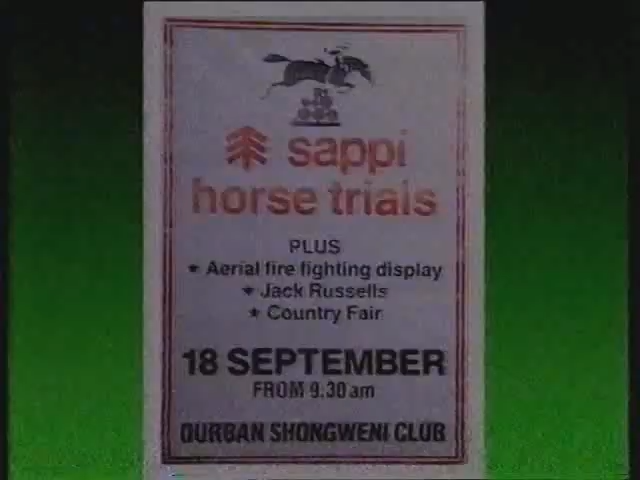 sappi
horse trials
PLUS
★ Aerial fire fighting display
★ Jack Russells
★ Country Fair
18 SEPTEMBER
FROM 9.30 am
DURBAN SHONGWENI CLUB